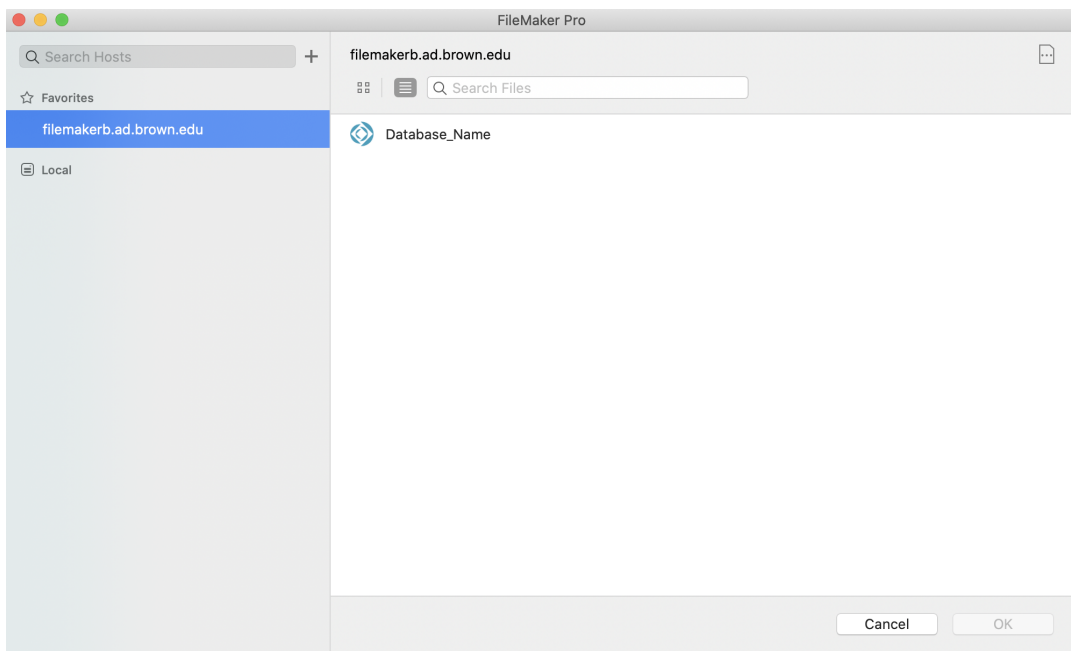 FileMaker Pro
Search Hosts
Favorites
filemakerb.ad.brown.edu
Local
filemakerb.ad.brown.edu
Search Files
Database_Name
Cancel
OK